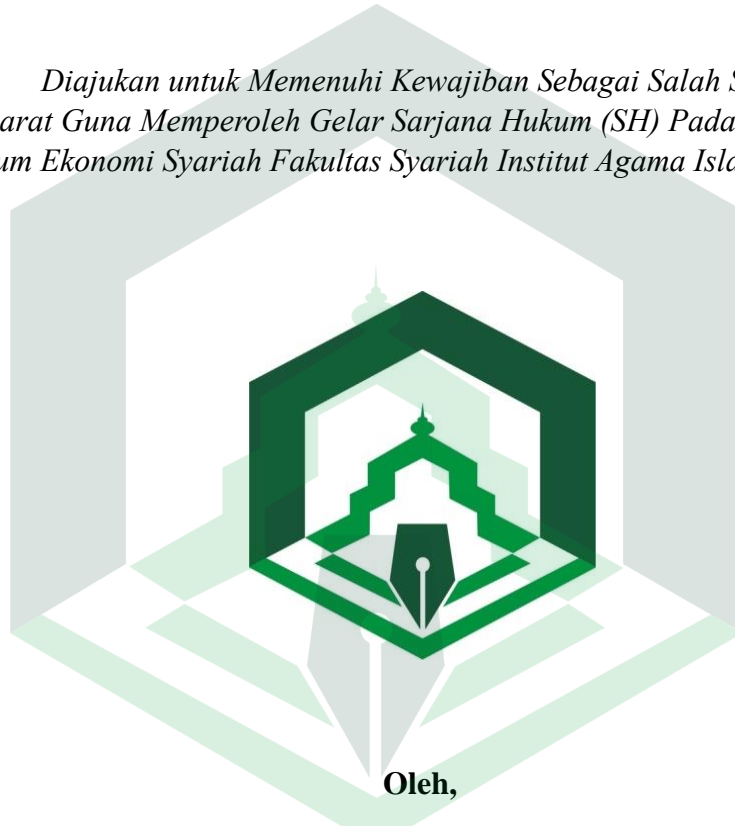 Diajukan untuk Memenuhi Kewajiban Sebagai Salah S
arat Guna Memperoleh Gelar Sarjana Hukum (SH) Pada
um Ekonomi Syariah Fakultas Syariah Institut Agama Isla
Oleh,